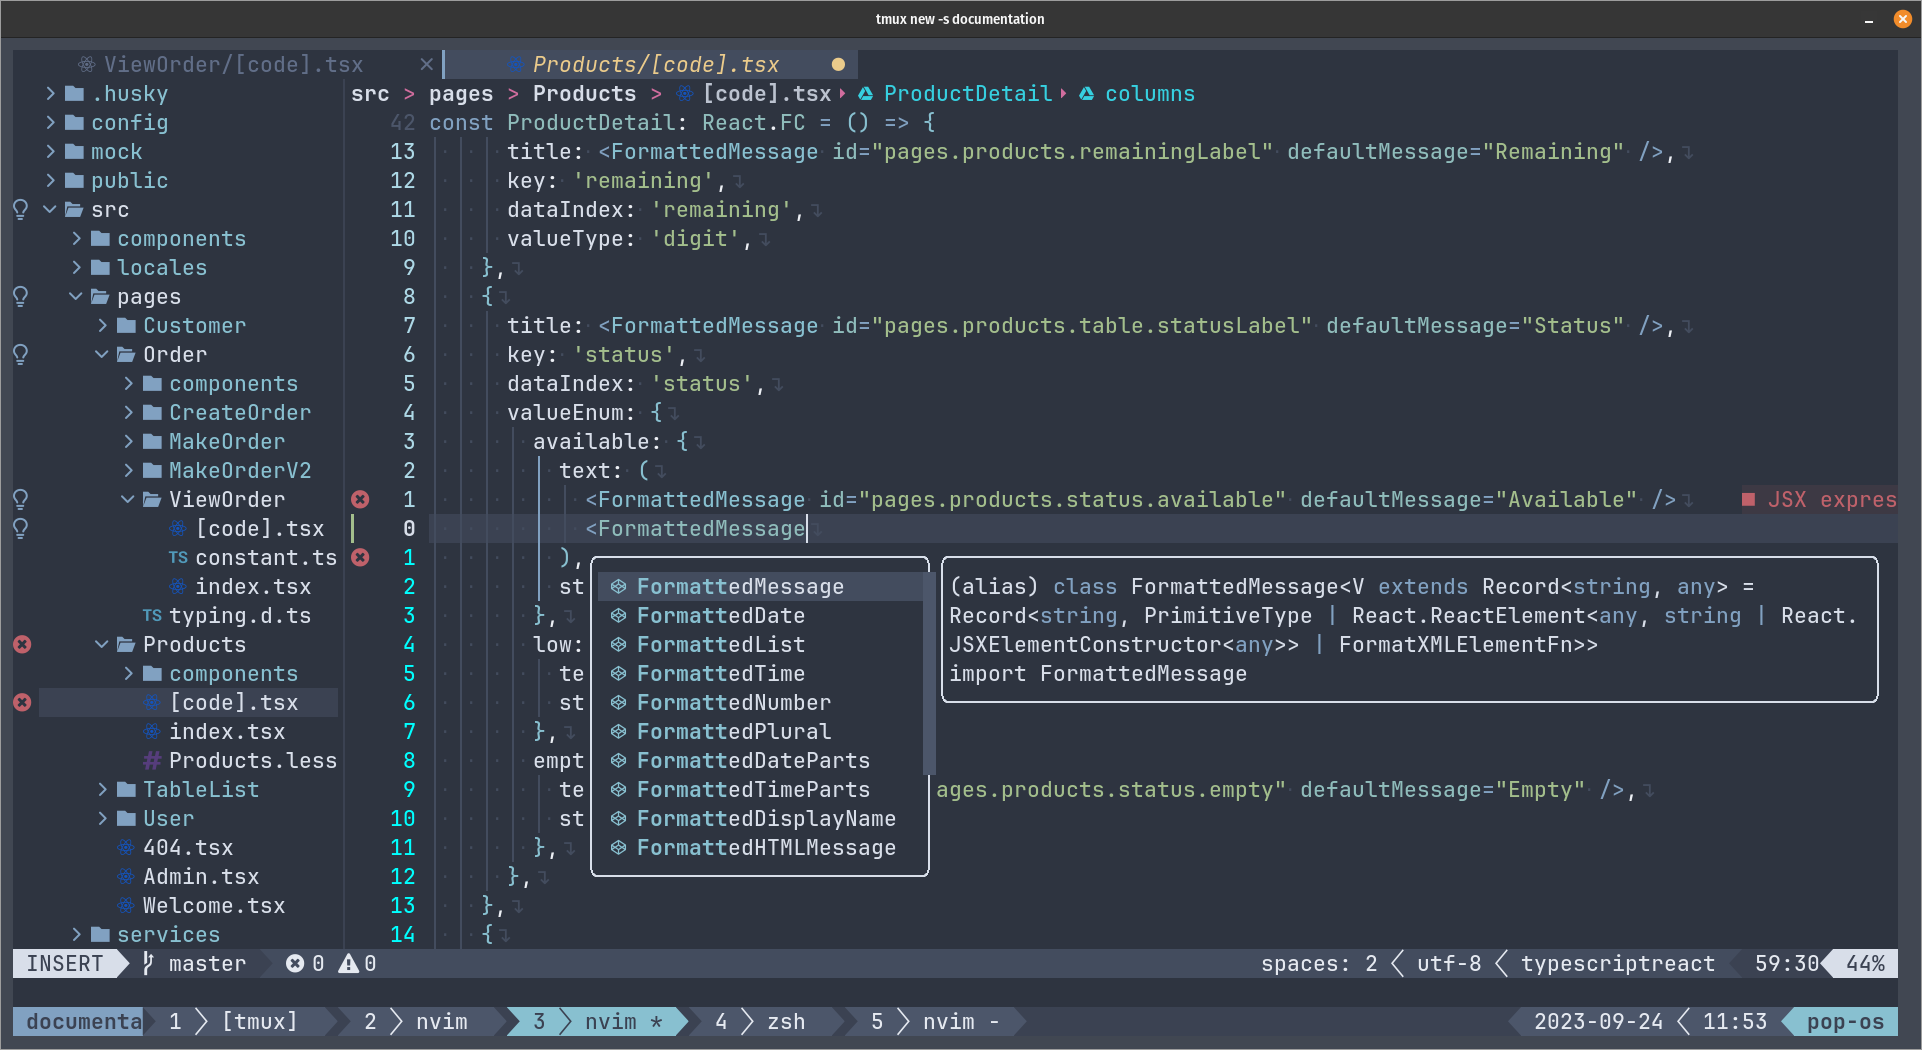 tmux new -s documentation
ViewOrder/[code].tsx
Products/[code].tsx
.husky
config
mock
public
src
components
locales
pages
Customer
Order
components
CreateOrder
MakeOrder
MakeOrderV2
ViewOrder
[code].tsx
TS constant.ts
index.tsx
TS typing.d.ts
Products
components
[code].tsx
index.tsx
# Products.less
TableList
User
404.tsx
Admin.tsx
Welcome.tsx
services
src > pages > Products > [code].tsx ProductDetail columns
42 const ProductDetail: React.FC = () => {
13 title: <FormattedMessage id="pages.products.remainingLabel" defaultMessage="Remaining" />,
12 key: 'remaining',
11 dataIndex: 'remaining',
10 valueType: 'digit',
9 },
8 {
7 title: <FormattedMessage id="pages.products.table.statusLabel" defaultMessage="Status" />,
6 key: 'status',
5 dataIndex: 'status',
4 valueEnum: {
3 available: {
2 text: (
1 <FormattedMessage id="pages.products.status.available" defaultMessage="Available" /> JSX expres
0 <FormattedMessage
1 ),
2 st
3 },
4 low:
5 te
6 st
7 },
8 empt
9 te ages.products.status.empty" defaultMessage="Empty" />,
10 st
11 },
12 },
13 },
14 {
FormattedMessage
FormattedDate
FormattedList
FormattedTime
FormattedNumber
FormattedPlural
FormattedDateParts
FormattedTimeParts
FormattedDisplayName
FormattedHTMLMessage
(alias) class FormattedMessage<V extends Record<string, any> =
Record<string, PrimitiveType | React.ReactElement<any, string | React.
JSXElementConstructor<any>> | FormatXMLElementFn>>
import FormattedMessage
INSERT master 0 0 spaces: 2 utf-8 typescriptreact 59:30 44%
documenta 1 [tmux] 2 nvim 3 nvim * 4 zsh 5 nvim - 2023-09-24 11:53 pop-os